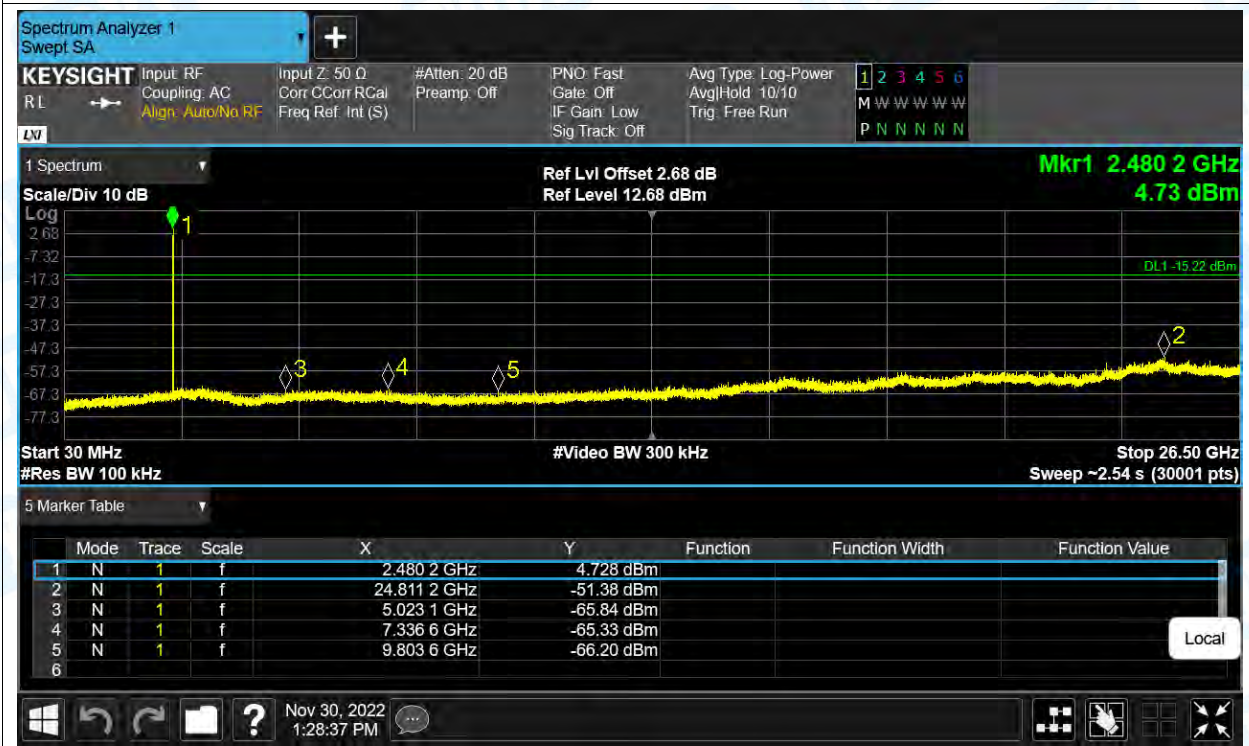 Spectrum Analyzer 1
Swept SA
+
KEYSIGHT Input: RF Input Z: 50 Ω #Atten: 20 dB PNO: Fast Avg Type: Log-Power 1 2 3 4 5 6
R L Coupling: AC Corr CCorr RCal Preamp: Off Gate: Off Avg|Hold: 10/10 M W W W W W
Align: Auto/No RF Freq Ref: Int (S) IF Gain: Low Trig: Free Run P N N N N N
LXI Sig Track: Off
1 Spectrum
Ref Lvl Offset 2.68 dB Mkr1 2.480 2 GHz
Scale/Div 10 dB Ref Level 12.68 dBm 4.73 dBm
Log
1
2.68
-7.32
DL1 -15.22 dBm
-17.3
-27.3
-37.3
2
-47.3
-57.3 3 4 5
-67.3
-77.3
Start 30 MHz #Video BW 300 kHz Stop 26.50 GHz
#Res BW 100 kHz Sweep ~2.54 s (30001 pts)
5 Marker Table
Mode Trace Scale X Y Function Function Width Function Value
1 N 1 f 2.480 2 GHz 4.728 dBm
2 N 1 f 24.811 2 GHz -51.38 dBm
3 N 1 f 5.023 1 GHz -65.84 dBm
4 N 1 f 7.336 6 GHz -65.33 dBm
5 N 1 f 9.803 6 GHz -66.20 dBm
6
Local
? Nov 30, 2022
1:28:37 PM